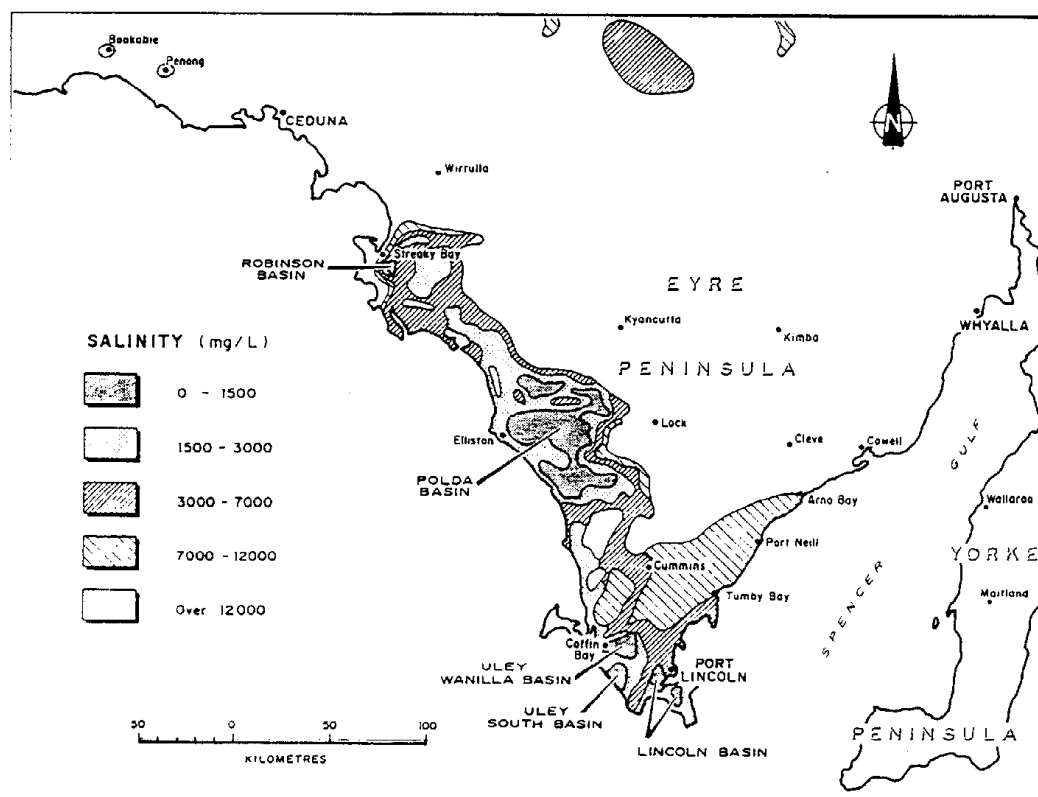 Bookabie
Penong
CEDUNA
N
Wirrulla
PORT
AUGUSTA
Streaky Bay
ROBINSON
BASIN
EYRE
Kyancutta
Kimba
WHYALLA
PENINSULA
SALINITY (mg/L)
0 - 1500
1500 - 3000
3000 - 7000
7000 - 12000
Over 12000
Elliston
Lock
Cleve
Cowell
GULF
POLDA
BASIN
Arno Bay
Wallaroo
Port Neill
YORKE
Cummins
SPENCER
Tumby Bay
Maitland
Coffin
Bay
ULEY
WANILLA BASIN
PORT
LINCOLN
ULEY
SOUTH BASIN
LINCOLN BASIN
PENINSULA
50 0 50 100
KILOMETRES